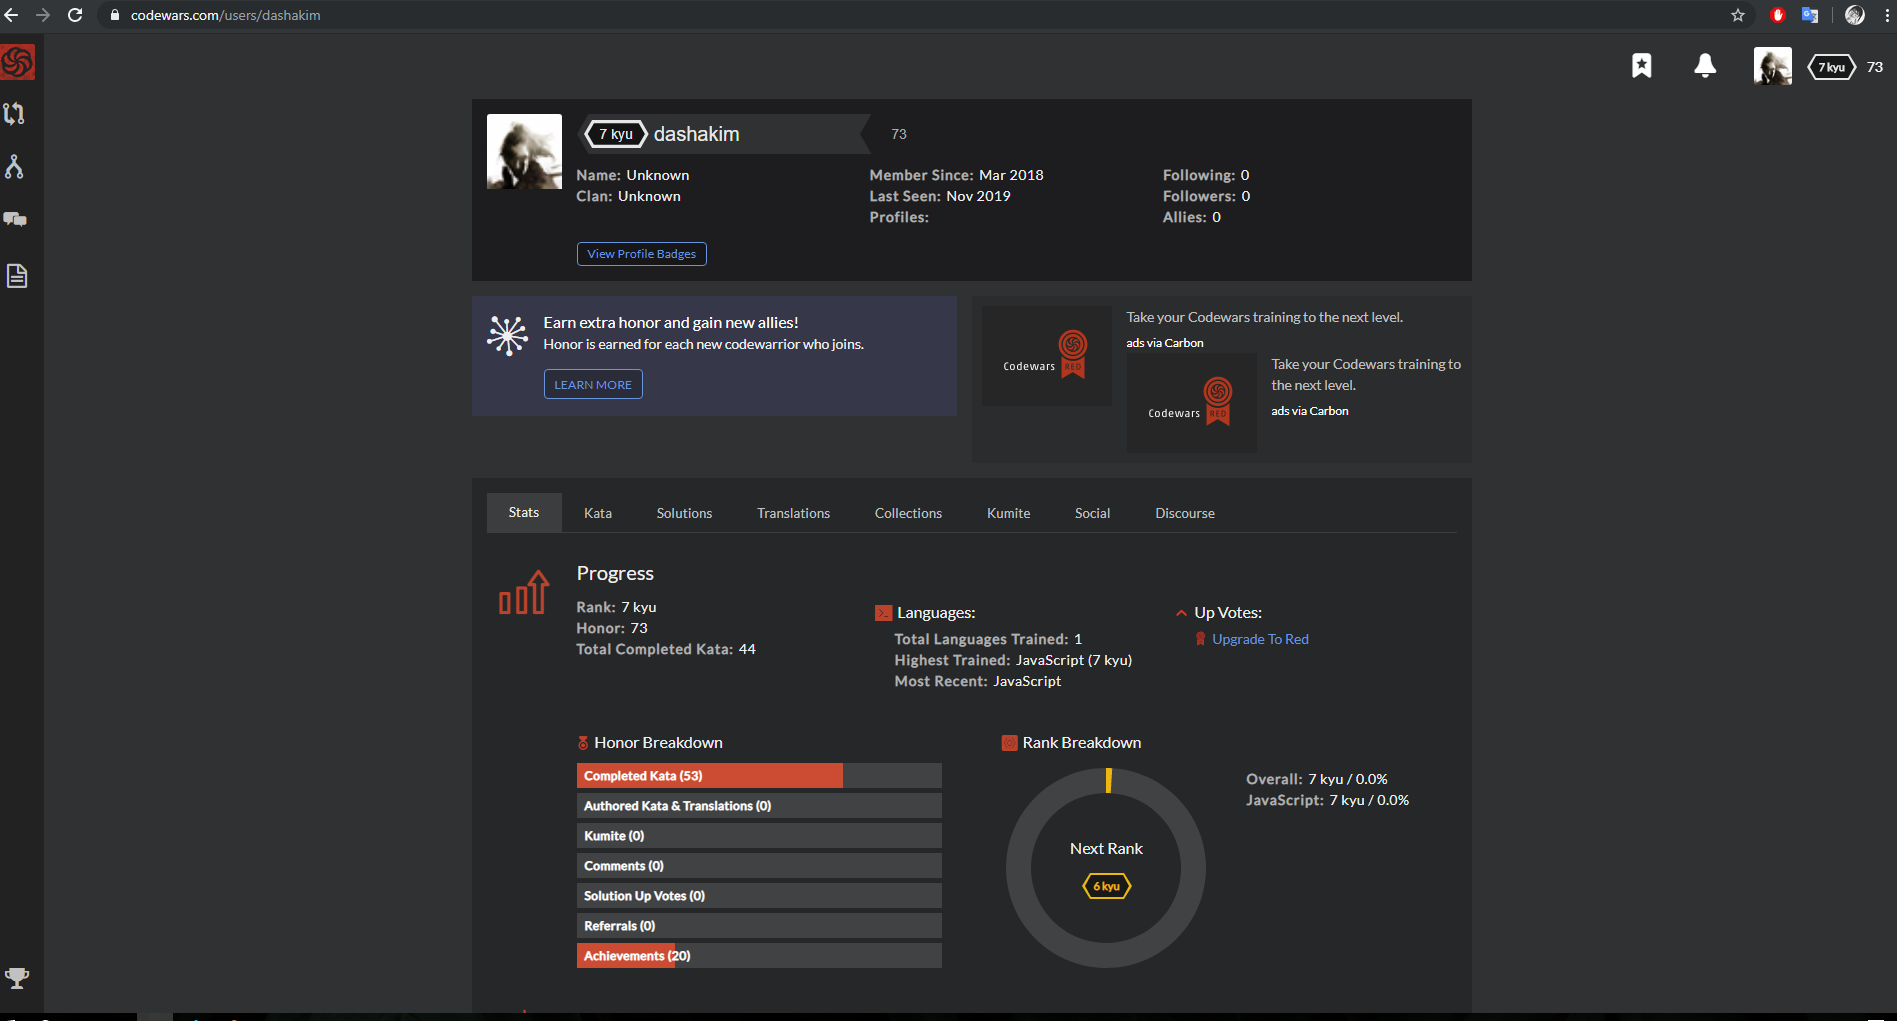 codewars.com/users/dashakim
7 kyu 73
7 kyu dashakim 73
Name: Unknown
Clan: Unknown
Member Since: Mar 2018
Last Seen: Nov 2019
Profiles:
Following: 0
Followers: 0
Allies: 0
View Profile Badges
Earn extra honor and gain new allies!
Honor is earned for each new codewarrior who joins.
LEARN MORE
Codewars RED
Take your Codewars training to the next level.
ads via Carbon
Codewars RED
Take your Codewars training to
the next level.
ads via Carbon
Stats Kata Solutions Translations Collections Kumite Social Discourse
Progress
Rank: 7 kyu
Honor: 73
Total Completed Kata: 44
Languages:
Total Languages Trained: 1
Highest Trained: JavaScript (7 kyu)
Most Recent: JavaScript
Up Votes:
Upgrade To Red
Honor Breakdown
Completed Kata (53)
Authored Kata & Translations (0)
Kumite (0)
Comments (0)
Solution Up Votes (0)
Referrals (0)
Achievements (20)
Rank Breakdown
Next Rank
6 kyu
Overall: 7 kyu / 0.0%
JavaScript: 7 kyu / 0.0%